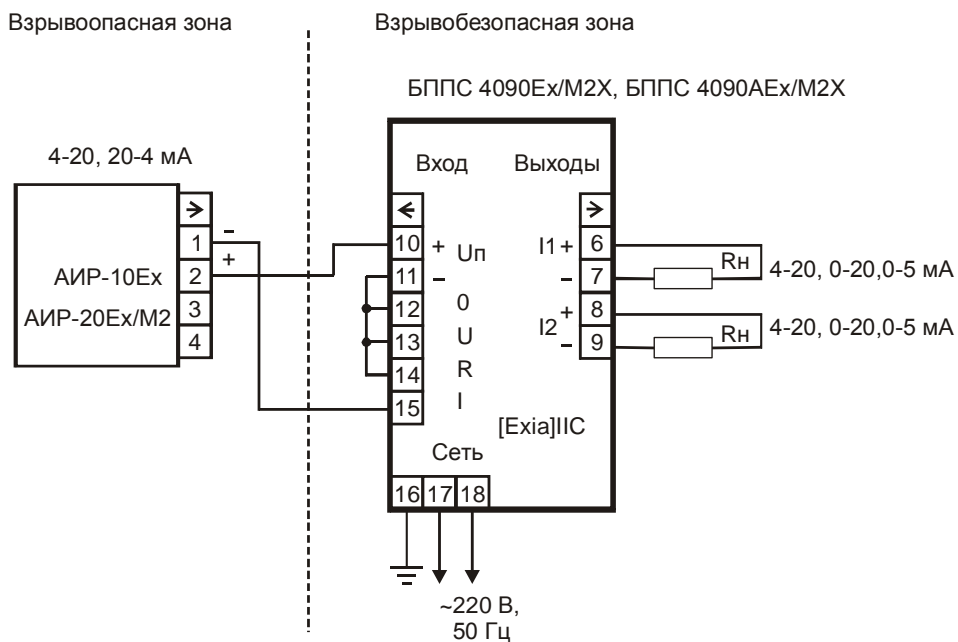 Взрывоопасная зона
Взрывобезопасная зона
БППС 4090Ex/M2X, БППС 4090АЕх/М2Х
4-20, 20-4 мА
АИР-10Ex
АИР-20Ex/М2
1
2
3
4
-
+
Вход
Выходы
10
11
12
13
14
15
+
–
Uп
0
U
R
I
I1 +
-
I2 +
-
6
7
8
9
Rн
4-20, 0-20,0-5 мА
Rн
4-20, 0-20,0-5 мА
[Exia]IIC
Сеть
16 17 18
~220 В,
50 Гц